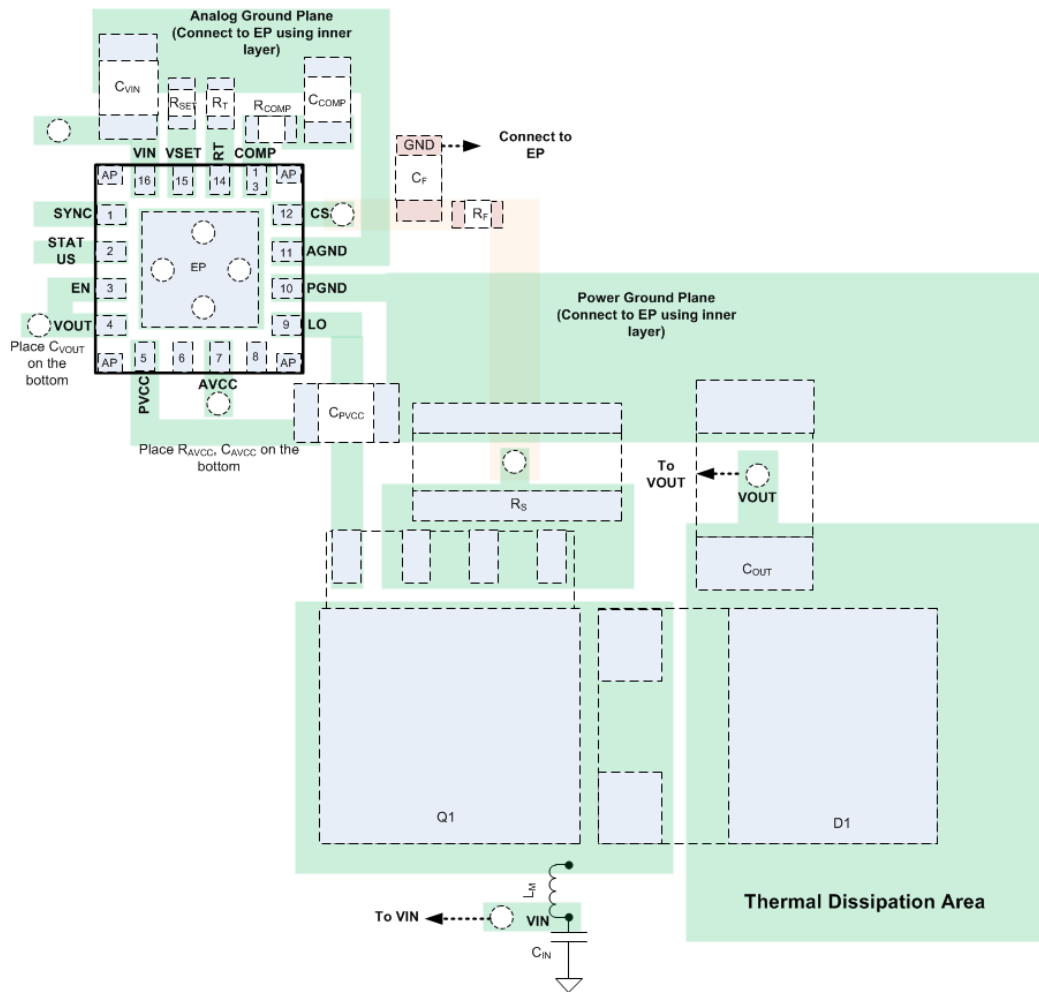 Analog Ground Plane
(Connect to EP using inner
layer)
CVIN
RSET
RT
RCOMP
CCOMP
VIN
VSET
RT
COMP
GND
Connect to
EP
CF
RF
AP
16
15
14
1
3
AP
SYNC
1
12
CS
STAT
US
2
11
AGND
EP
EN
3
10
PGND
VOUT
4
9
LO
Place CVOUT
on the
bottom
AP
5
6
7
8
AP
PVCC
AVCC
Power Ground Plane
(Connect to EP using inner
layer)
CPVCC
Place RAVCC, CAVCC on the
bottom
To
VOUT
VOUT
RS
COUT
Q1
D1
LM
To VIN
VIN
CIN
Thermal Dissipation Area